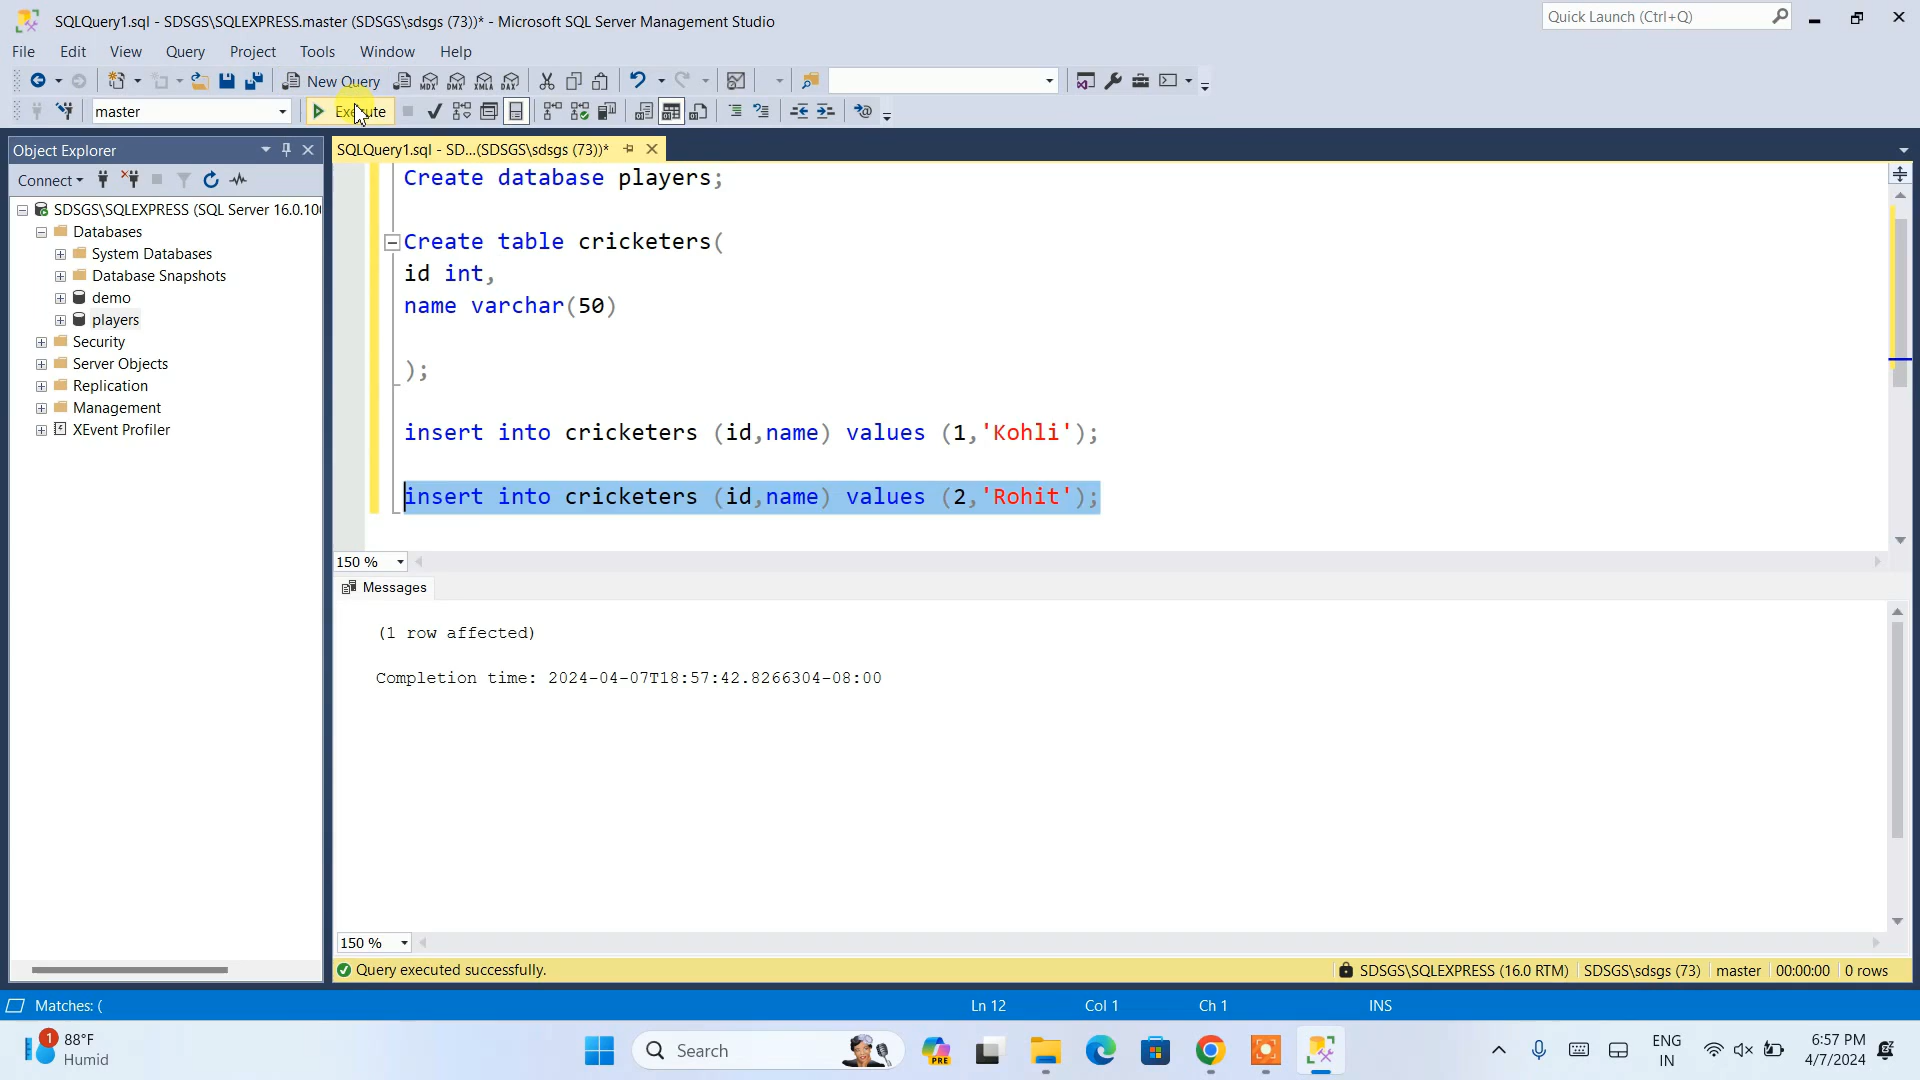 SQLQuery1.sql - SDSGS\SQLEXPRESS.master (SDSGS\sdsgs (73))* - Microsoft SQL Server Management Studio
Quick Launch (Ctrl+Q)
File Edit View Query Project Tools Window Help
New Query
MDX DMX XMLA DAX
master
Execute
Object Explorer
SQLQuery1.sql - SD...(SDSGS\sdsgs (73))*
Connect
SDSGS\SQLEXPRESS (SQL Server 16.0.100
Databases
System Databases
Database Snapshots
demo
players
Security
Server Objects
Replication
Management
XEvent Profiler
Create database players;
Create table cricketers(
id int,
name varchar(50)
);
insert into cricketers (id,name) values (1,'Kohli');
insert into cricketers (id,name) values (2,'Rohit');
150 %
Messages
(1 row affected)
Completion time: 2024-04-07T18:57:42.8266304-08:00
150 %
Query executed successfully.
SDSGS\SQLEXPRESS (16.0 RTM) SDSGS\sdsgs (73) master 00:00:00 0 rows
Matches: (
Ln 12 Col 1 Ch 1 INS
1
88°F
Humid
Search
PRE
ENG
IN
6:57 PM
4/7/2024